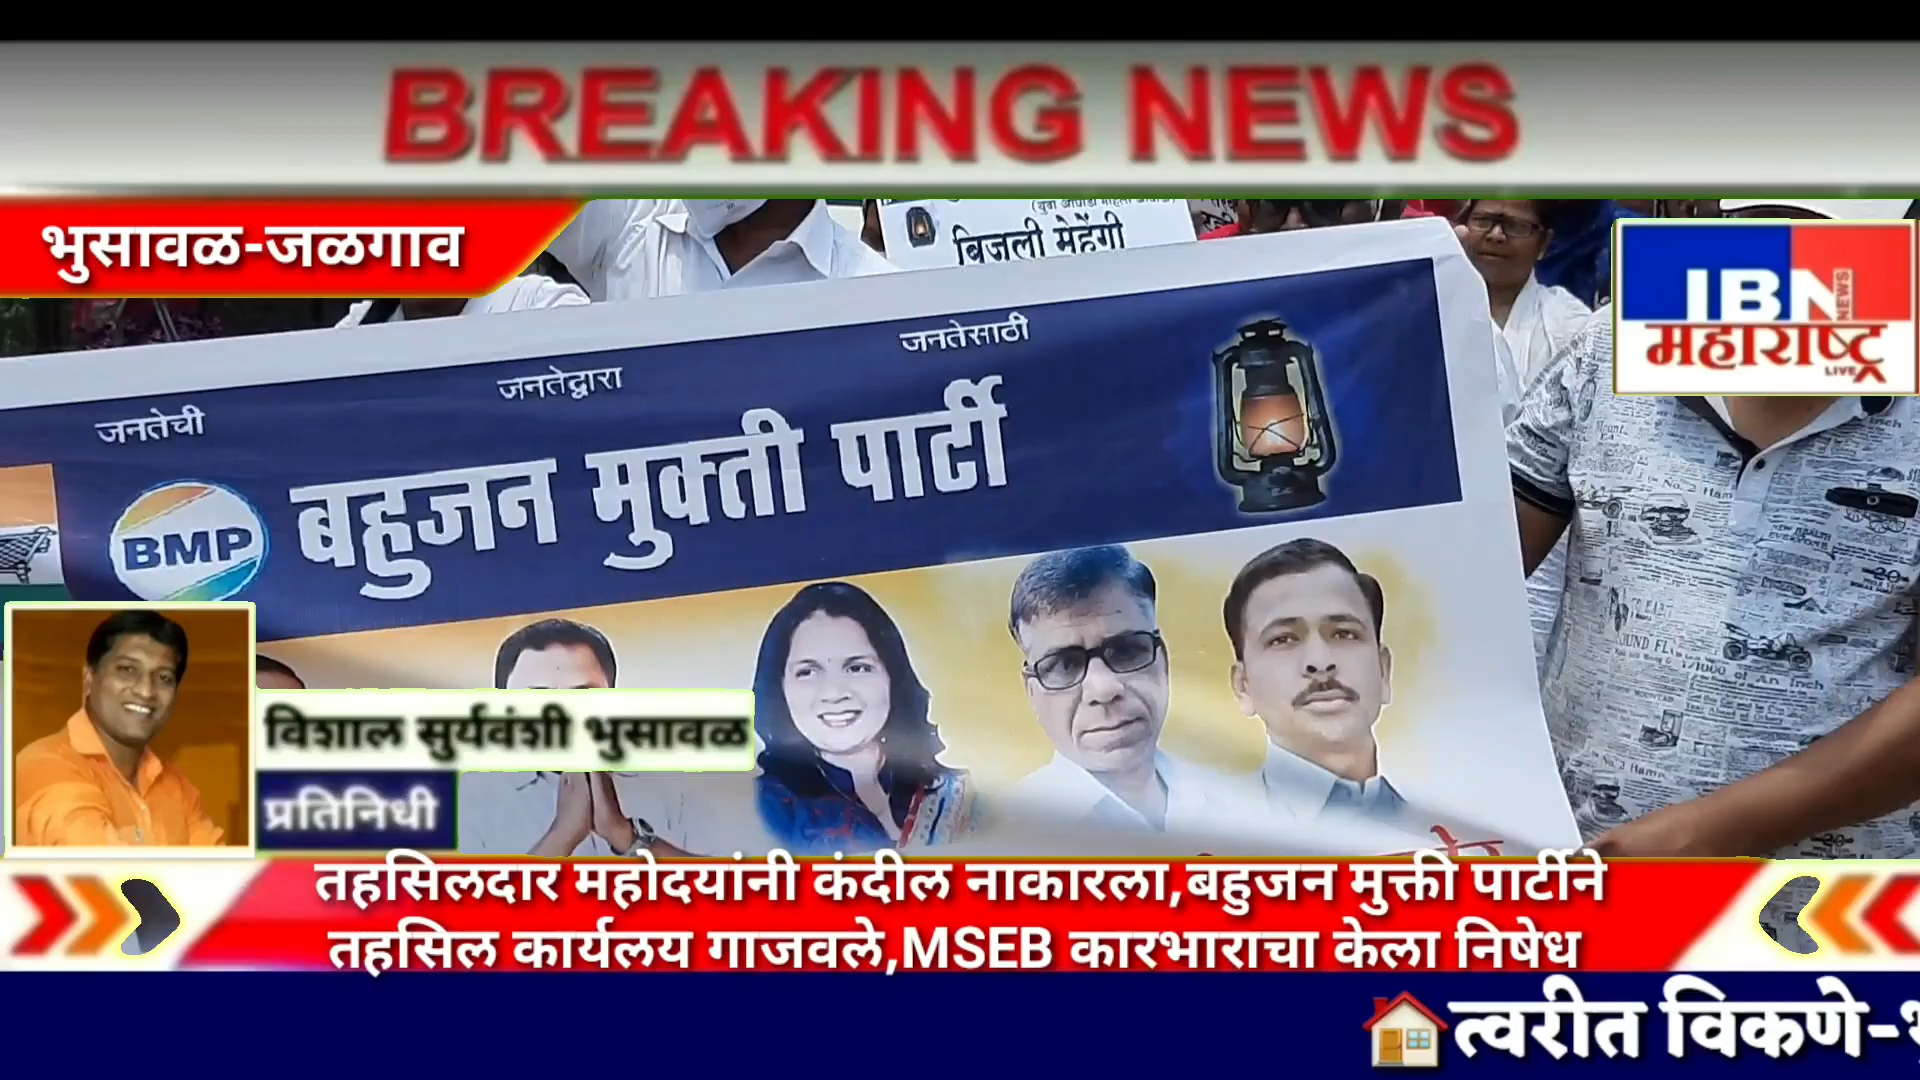 BREAKING NEWS
भुसावळ-जळगाव
बिजली मेहेंगी
IBN
NEWS
महाराष्ट्र
LIVE
जनतेची
जनतेद्वारा
जनतेसाठी
BMP
बहुजन मुक्ती पार्टी
विशाल सुर्यवंशी भुसावळ
प्रतिनिधी
तहसिलदार महोदयांनी कंदील नाकारला,बहुजन मुक्ती पार्टीने
तहसिल कार्यलय गाजवले,MSEB कारभाराचा केला निषेध
त्वरीत विकणे-